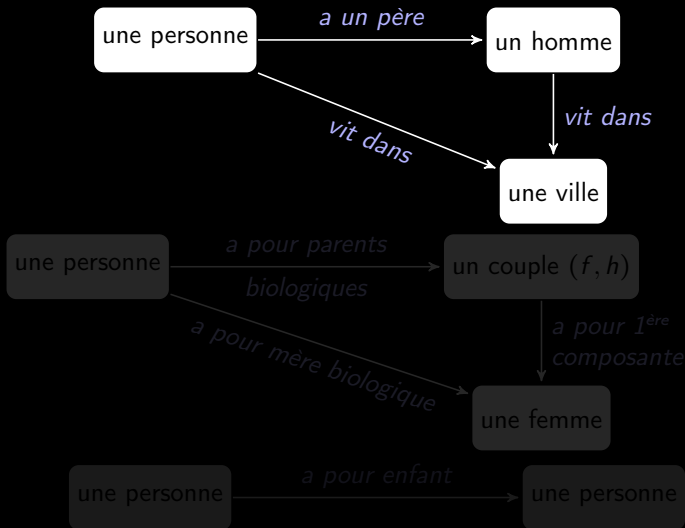 a un père
une personne
un homme
vit dans
vit dans
une ville
une personne
a pour parents
biologiques
un couple (f, h)
a pour mère biologique
a pour 1ère
composante
une femme
une personne
a pour enfant
une personne